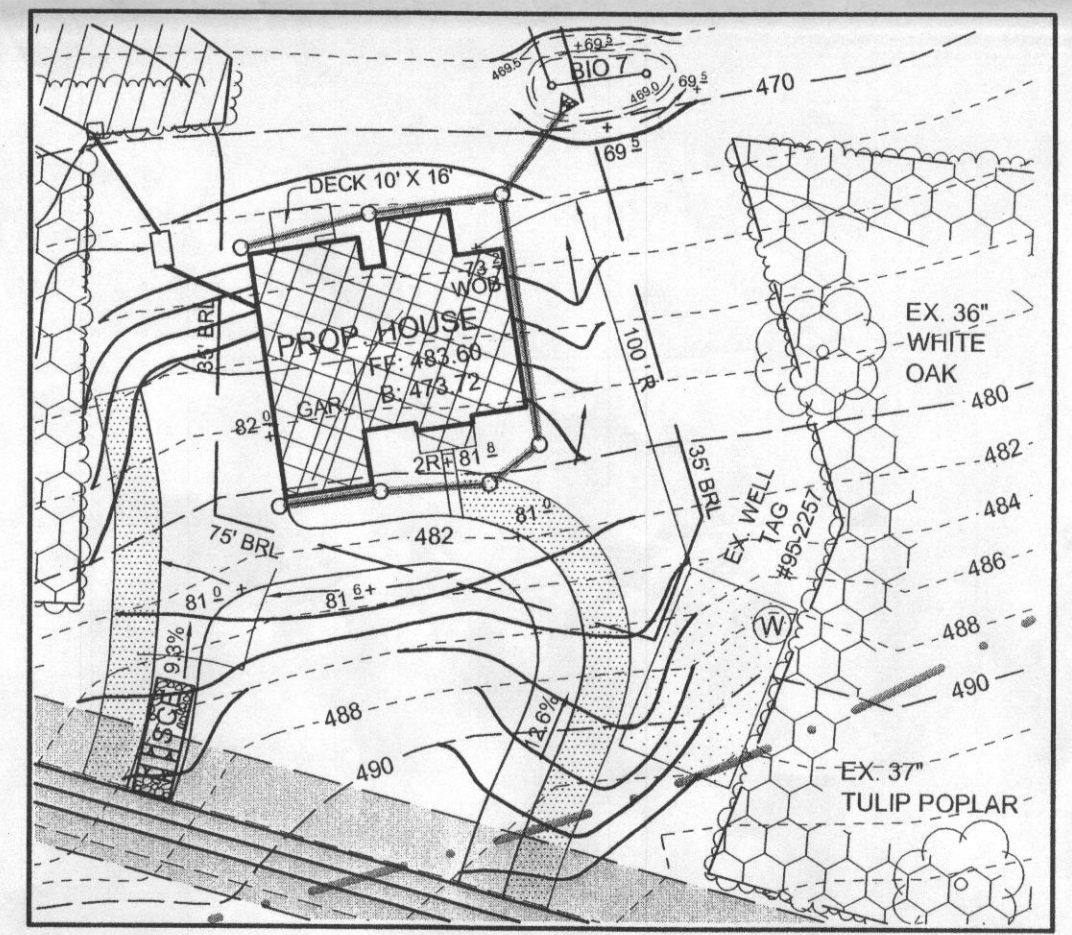 +69 5
469.5
BIO 7
469.0
69 5
+
470
+
69 5
DECK 10' X 16'
+
73 2
WOB
35' BRL
PROP. HOUSE
FF: 483.60
B: 473.72
GAR.
100' R
EX. 36"
WHITE
OAK
82 0
+
480
2R+ 81 8
482
35' BRL
81 0
+
484
75' BRL
482
EX. WELL
TAG
#95-2257
486
81 0 +
81 6+
W
488
9.3%
SCE
490
488
12.6%
490
EX. 37"
TULIP POPLAR